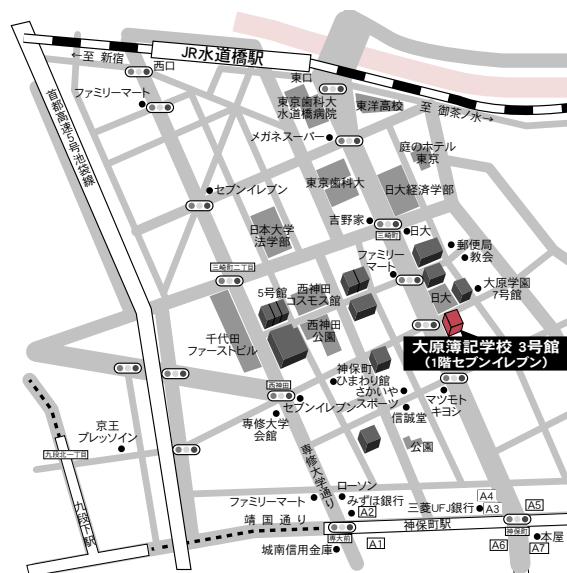 JR水道橋駅
←至 新宿
西口
ファミリーマート
東口
東京歯科大
水道橋病院
東洋高校
至 御茶ノ水→
首都高速5号池袋線
メガネスーパー
庭のホテル
東京
セブンイレブン
東京歯科大
日大経済学部
日本大学
法学部
吉野家
三崎町
日大
郵便局
教会
ファミリー
マート
三崎町二丁目
5号館
西神田
コスモス館
日大
大原学園
7号館
千代田
ファーストビル
西神田
公園
大原簿記学校 3号館
(1階セブンイレブン)
神保町
ひまわり館
さかいや
スポーツ
マツモト
キヨシ
西神田
セブンイレブン
専修大学
会館
信誠堂
京王
プレッソイン
九段北一丁目
公園
専修大学通り
九段下駅
ローソン
ファミリーマート
みずほ銀行
A2
三菱UFJ銀行
A4
A3
A5
靖国通り
専大前
神保町駅
神保町
本屋
城南信用金庫
A1
A6
A7